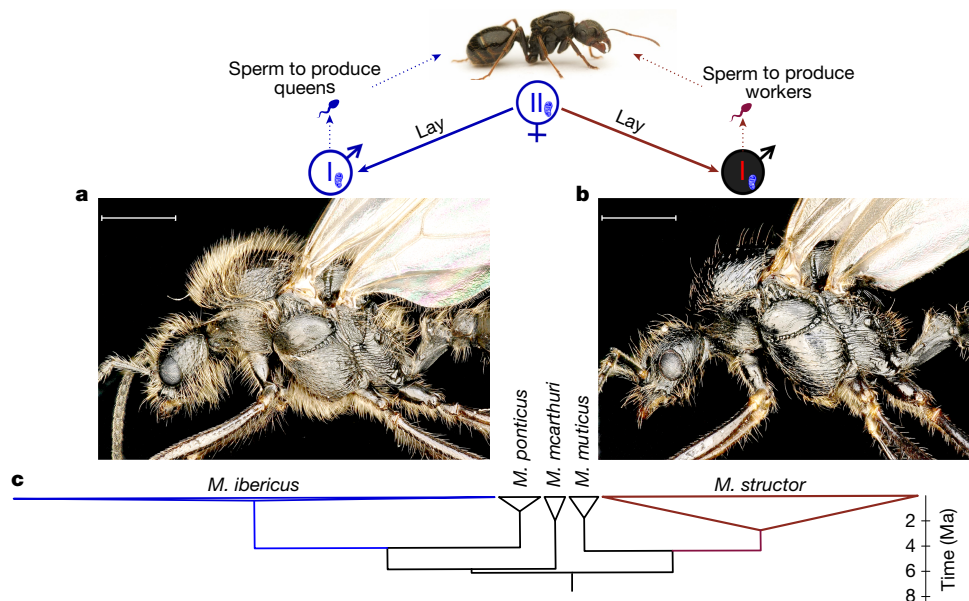 Sperm to produce
queens
Sperm to produce
workers
II
Lay
Lay
I
I
a
b
M. ponticus
M. mcarthuri
M. muticus
c
M. ibericus
M. structor
2
4
6
8
Time (Ma)